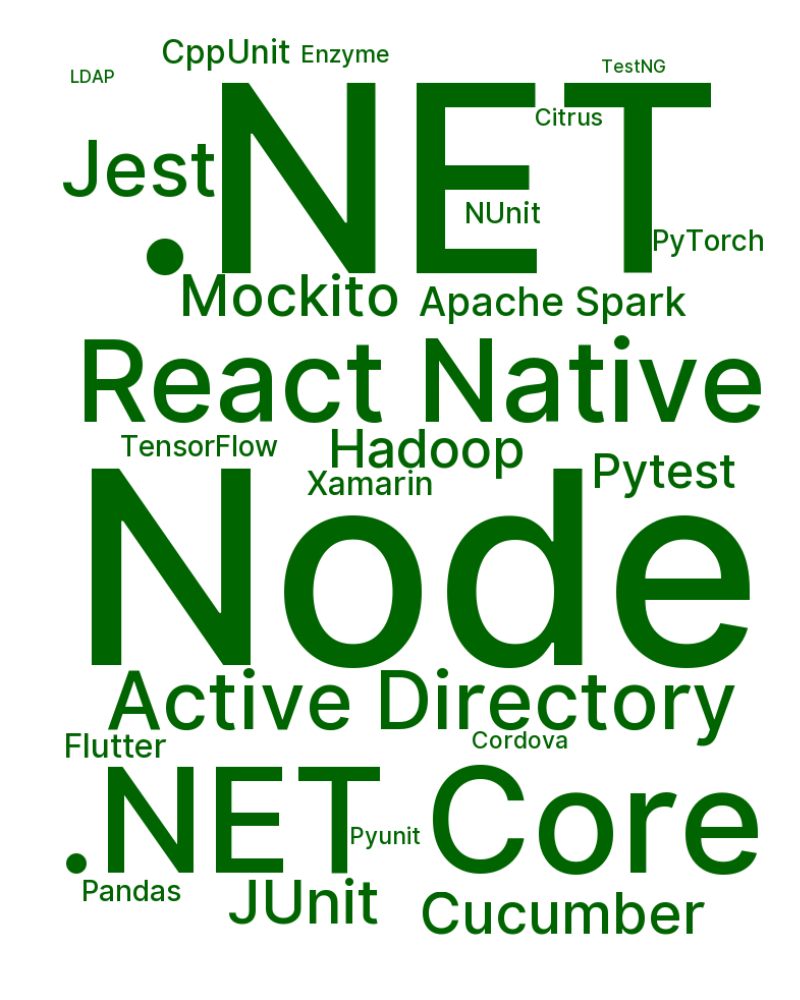 CppUnit
Enzyme
TestNG
LDAP
.NET
Citrus
Jest
NUnit
PyTorch
Mockito
Apache Spark
React Native
TensorFlow
Hadoop
Pytest
Xamarin
Node
Active Directory
Flutter
Cordova
.NET Core
Pyunit
Pandas
JUnit
Cucumber